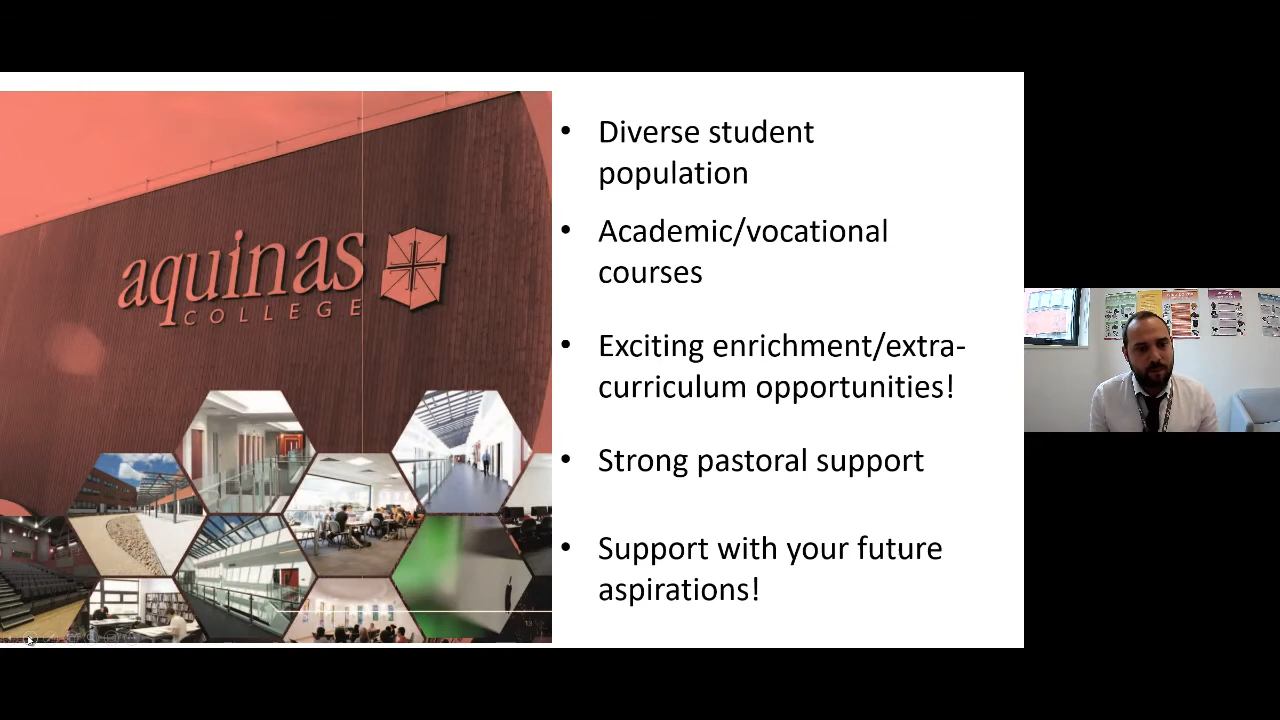 aquinas
COLLEGE
• Diverse student
population
• Academic/vocational
courses
• Exciting enrichment/extra-
curriculum opportunities!
• Strong pastoral support
• Support with your future
aspirations!
13